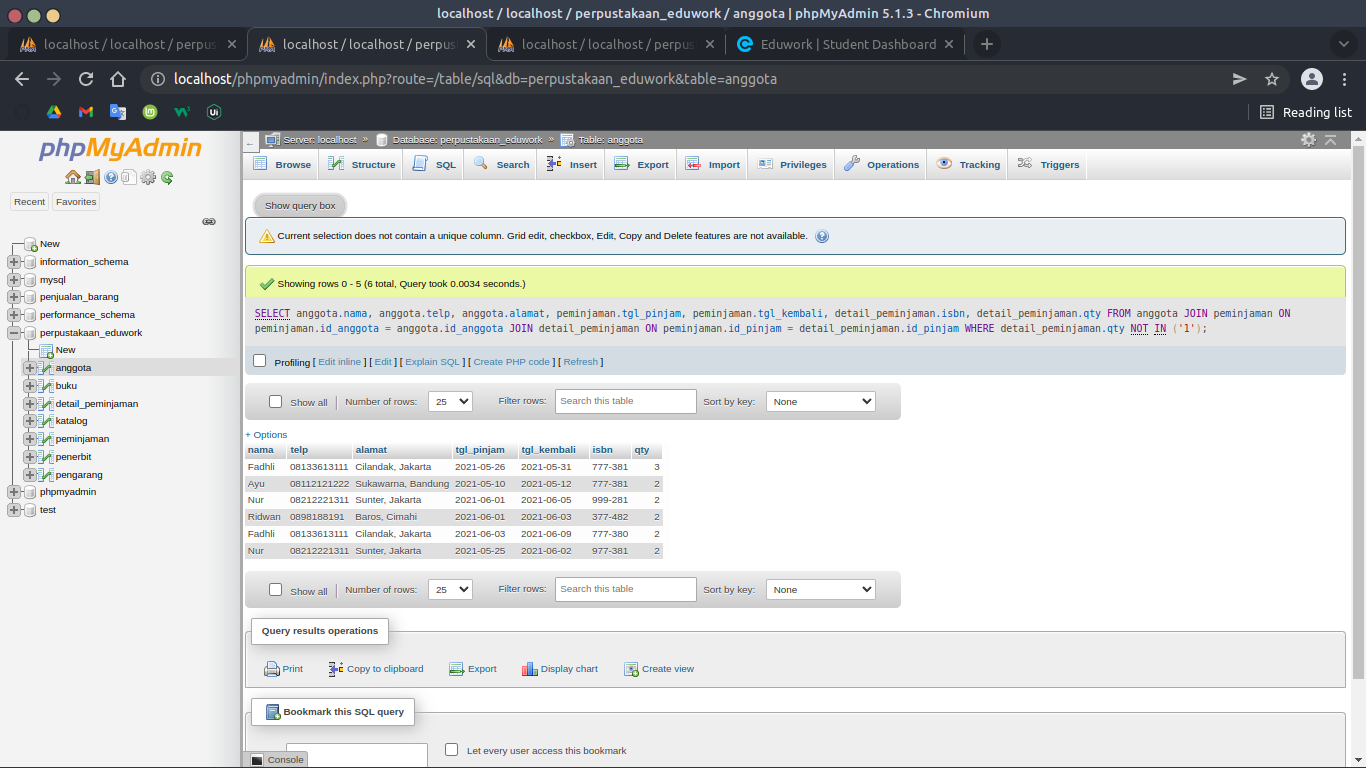 localhost / localhost / perpustakaan_eduwork / anggota | phpMyAdmin 5.1.3 - Chromium
localhost / localhost / perpus
localhost / localhost / perpus
localhost / localhost / perpus
Eduwork | Student Dashboard
localhost/phpmyadmin/index.php?route=/table/sql&db=perpustakaan_eduwork&table=anggota
Reading list
phpMyAdmin
Recent
Favorites
New
information_schema
mysql
penjualan_barang
performance_schema
perpustakaan_eduwork
New
anggota
buku
detail_peminjaman
katalog
peminjaman
penerbit
pengarang
phpmyadmin
test
Server: localhost » Database: perpustakaan_eduwork » Table: anggota
Browse Structure SQL Search Insert Export Import Privileges Operations Tracking Triggers
Show query box
Current selection does not contain a unique column. Grid edit, checkbox, Edit, Copy and Delete features are not available.
Showing rows 0 - 5 (6 total, Query took 0.0034 seconds.)
SELECT anggota.nama, anggota.telp, anggota.alamat, peminjaman.tgl_pinjam, peminjaman.tgl_kembali, detail_peminjaman.isbn, detail_peminjaman.qty FROM anggota JOIN peminjaman ON
peminjaman.id_anggota = anggota.id_anggota JOIN detail_peminjaman ON peminjaman.id_pinjam = detail_peminjaman.id_pinjam WHERE detail_peminjaman.qty NOT IN ('1');
Profiling [ Edit inline ] [ Edit ] [ Explain SQL ] [ Create PHP code ] [ Refresh ]
Show all | Number of rows: 25 Filter rows: Search this table Sort by key: None
+ Options
nama telp alamat tgl_pinjam tgl_kembali isbn qty
Fadhli 08133613111 Cilandak, Jakarta 2021-05-26 2021-05-31 777-381 3
Ayu 08112121222 Sukawarna, Bandung 2021-05-10 2021-05-12 777-381 2
Nur 08212221311 Sunter, Jakarta 2021-06-01 2021-06-05 999-281 2
Ridwan 0898188191 Baros, Cimahi 2021-06-01 2021-06-03 377-482 2
Fadhli 08133613111 Cilandak, Jakarta 2021-06-03 2021-06-09 777-380 2
Nur 08212221311 Sunter, Jakarta 2021-05-25 2021-06-02 977-381 2
Show all | Number of rows: 25 Filter rows: Search this table Sort by key: None
Query results operations
Print Copy to clipboard Export Display chart Create view
Bookmark this SQL query
Let every user access this bookmark
Console